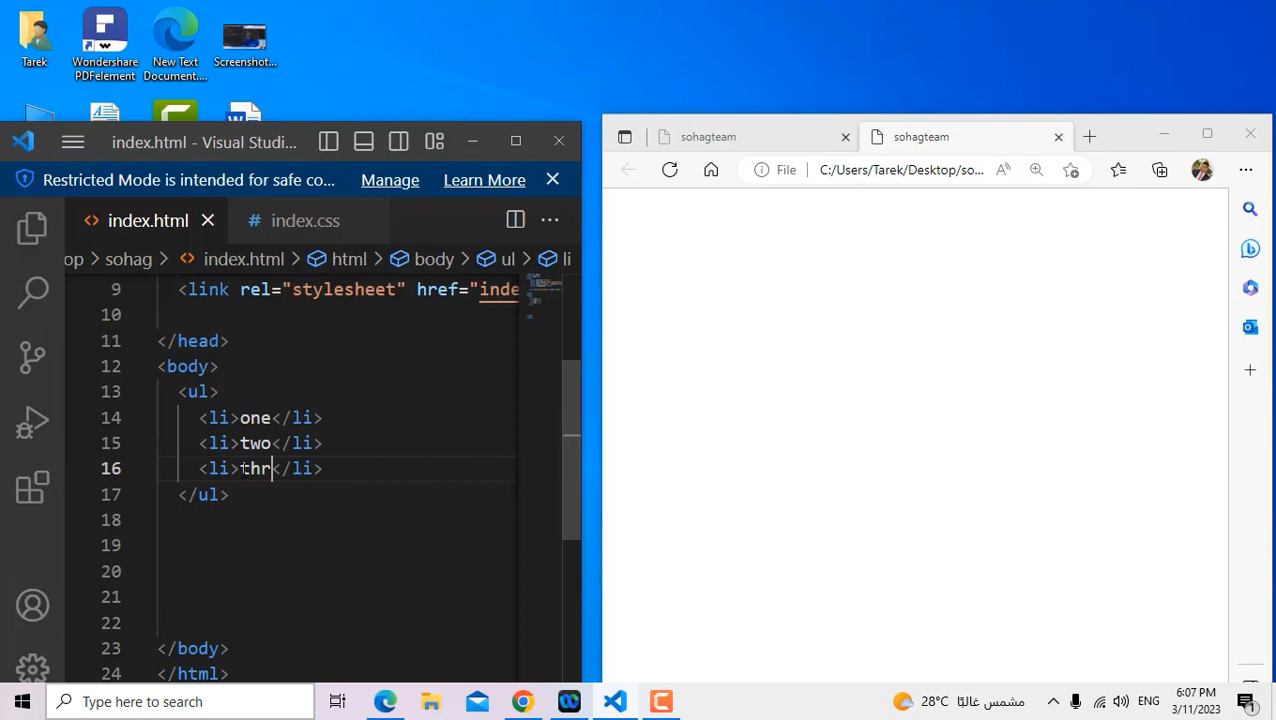 Tarek
Wondershare
PDFelement
New Text
Document....
Screenshot...
index.html - Visual Studi...
Restricted Mode is intended for safe co...
Manage
Learn More
index.html
# index.css
op > sohag > index.html > html > body > ul > li
9 <link rel="stylesheet" href="inde
10
11 </head>
12 <body>
13 <ul>
14 <li>one</li>
15 <li>two</li>
16 <li>thr</li>
17 </ul>
18
19
20
21
22
23 </body>
24 </html>
sohagteam
sohagteam
File
C:/Users/Tarek/Desktop/so...
Type here to search
28°C
مشمس غالبًا
ENG
6:07 PM
3/11/2023
1